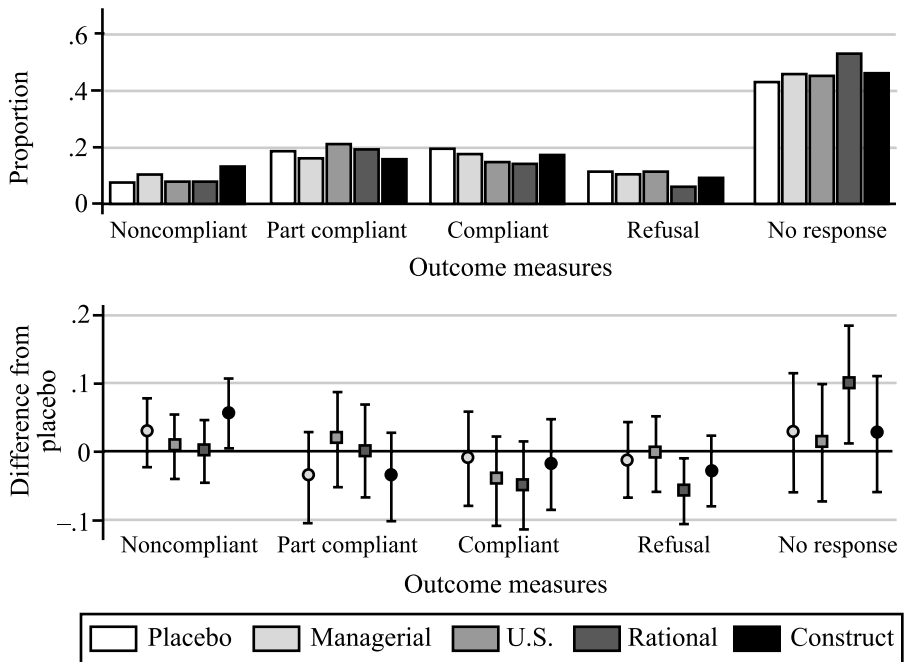 Proportion
.6
.4
.2
0
Noncompliant Part compliant Compliant Refusal No response
Outcome measures
Difference from
placebo
.2
.1
0
–.1
Noncompliant Part compliant Compliant Refusal No response
Outcome measures
Placebo Managerial U.S. Rational Construct